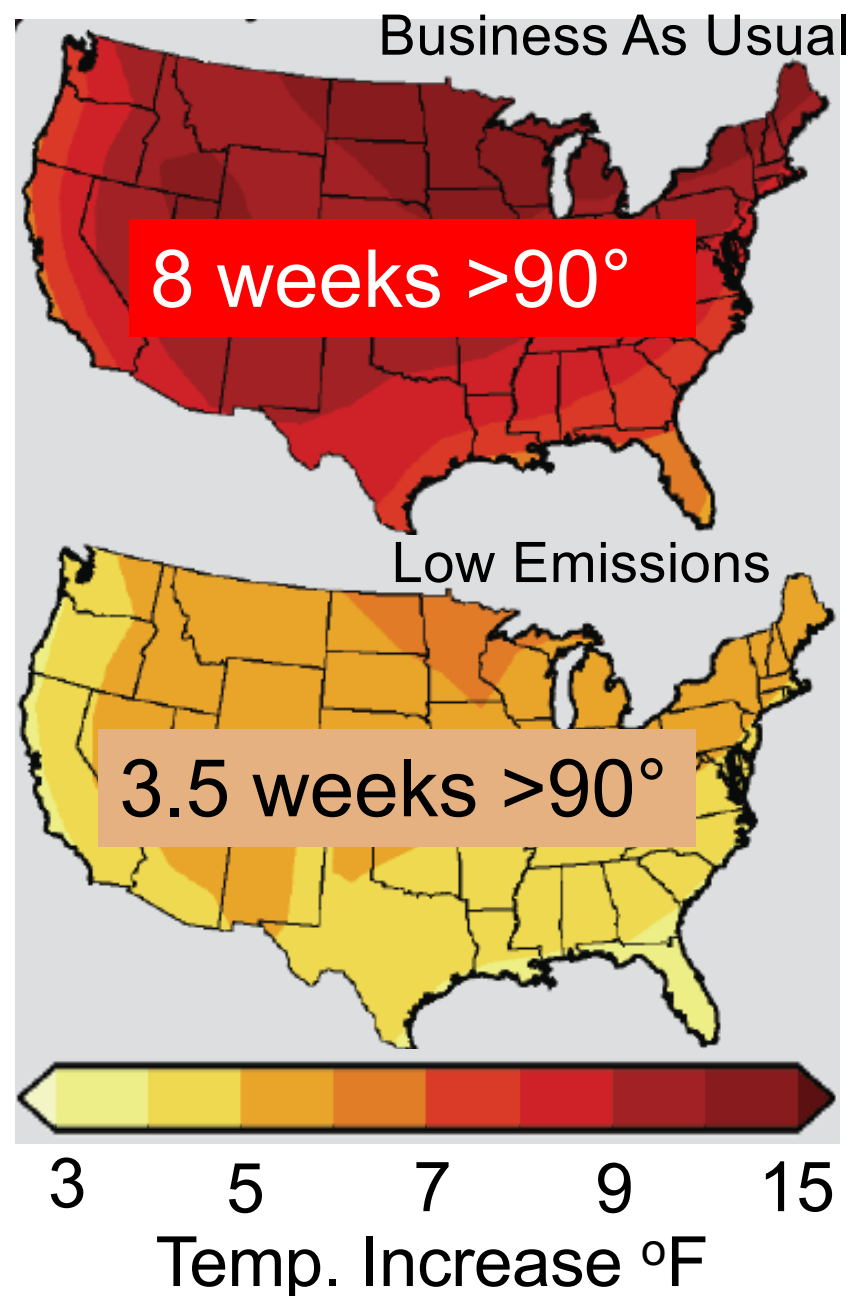 Business As Usual
8 weeks >90°
Low Emissions
3.5 weeks >90°
3 5 7 9 15
Temp. Increase ºF